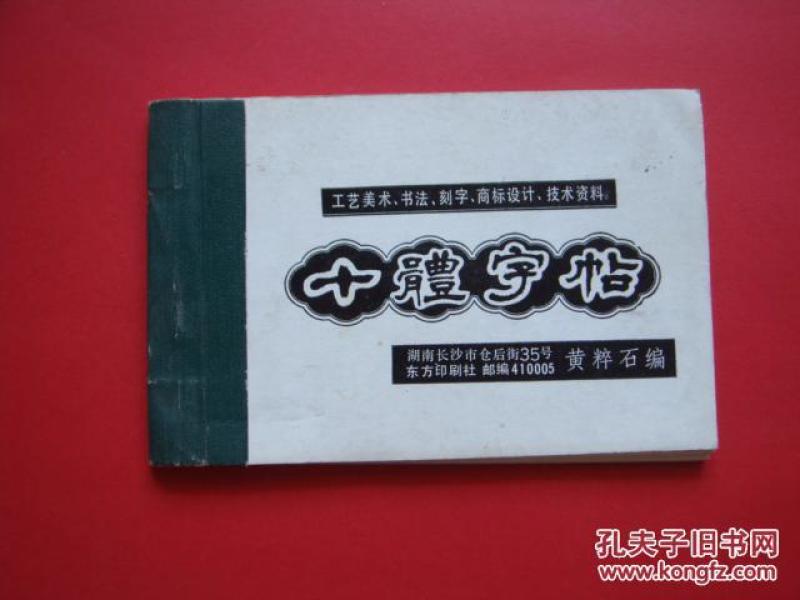 工艺美术、书法、刻字、商标设计、技术资料。
十體字帖
湖南长沙市仓后街35号
东方印刷社 邮编410005
黄粹石编
孔夫子旧书网
www.kongfz.com